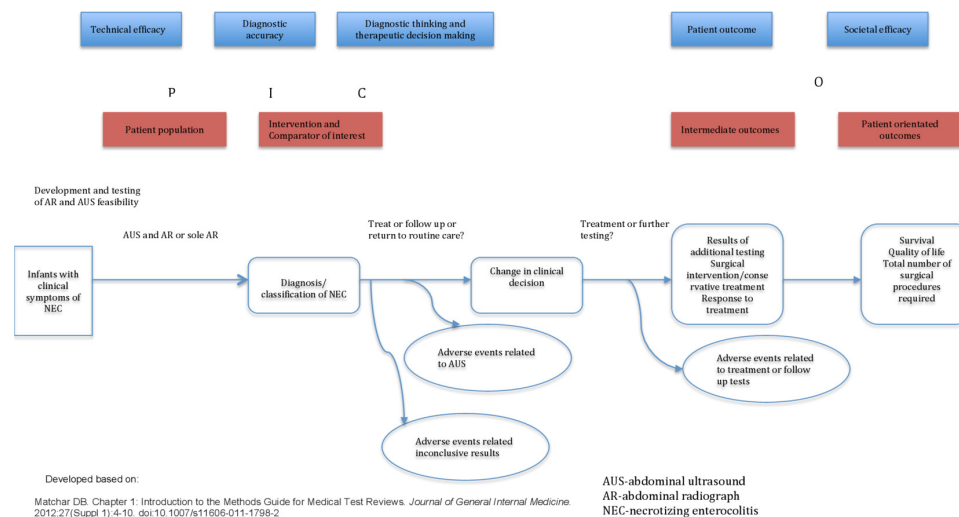 Technical efficacy
Diagnostic
accuracy
Diagnostic thinking and
therapeutic decision making
Patient outcome
Societal efficacy
P
I
C
O
Patient population
Intervention and
Comparator of interest
Intermediate outcomes
Patient orientated
outcomes
Development and testing
of AR and AUS feasibility
AUS and AR or sole AR
Treat or follow up or
return to routine care?
Treatment or further
testing?
Infants with
clinical
symptoms of
NEC
Diagnosis/
classification of NEC
Change in clinical
decision
Results of
additional testing
Surgical
intervention/conse
rvative treatment
Response to
treatment
Survival
Quality of life
Total number of
surgical
procedures
required
Adverse events related
to AUS
Adverse events related
to treatment or follow
up tests
Adverse events related
inconclusive results
Developed based on:
Matchar DB. Chapter 1: Introduction to the Methods Guide for Medical Test Reviews. Journal of General Internal Medicine.
2012;27(Suppl 1):4-10. doi:10.1007/s11606-011-1798-2
AUS-abdominal ultrasound
AR-abdominal radiograph
NEC-necrotizing enterocolitis